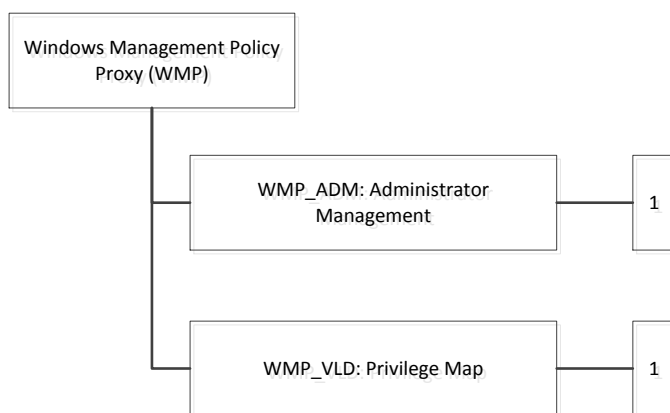 Windows Management Policy
Proxy (WMP)
WMP_ADM: Administrator
Management
1
WMP_VLD: Privilege Map
1